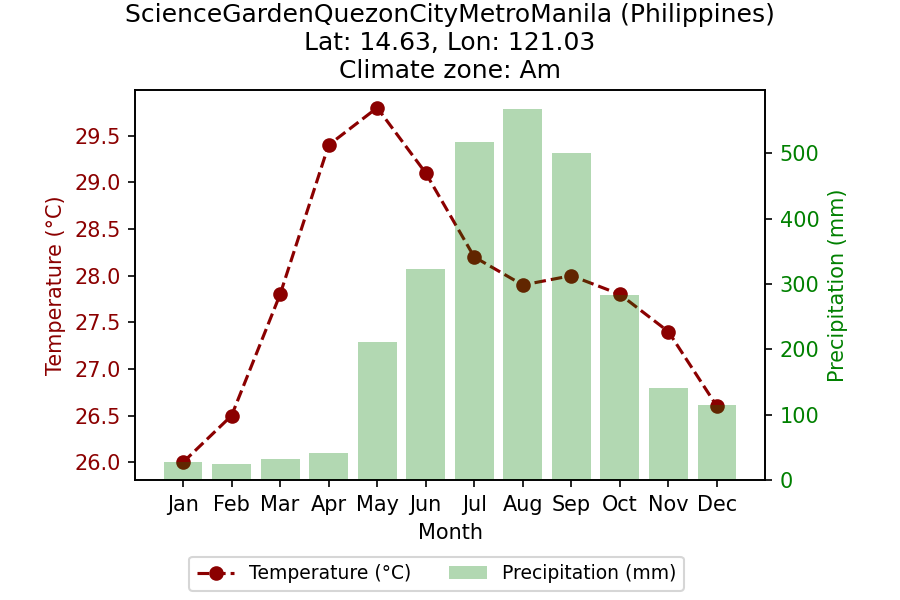 ScienceGardenQuezonCityMetroManila (Philippines)
Lat: 14.63, Lon: 121.03
Climate zone: Am
Temperature (°C)
29.5
29.0
28.5
28.0
27.5
27.0
26.5
26.0
500
400
300
200
100
0
Precipitation (mm)
Jan Feb Mar Apr May Jun Jul Aug Sep Oct Nov Dec
Month
Temperature (°C) Precipitation (mm)